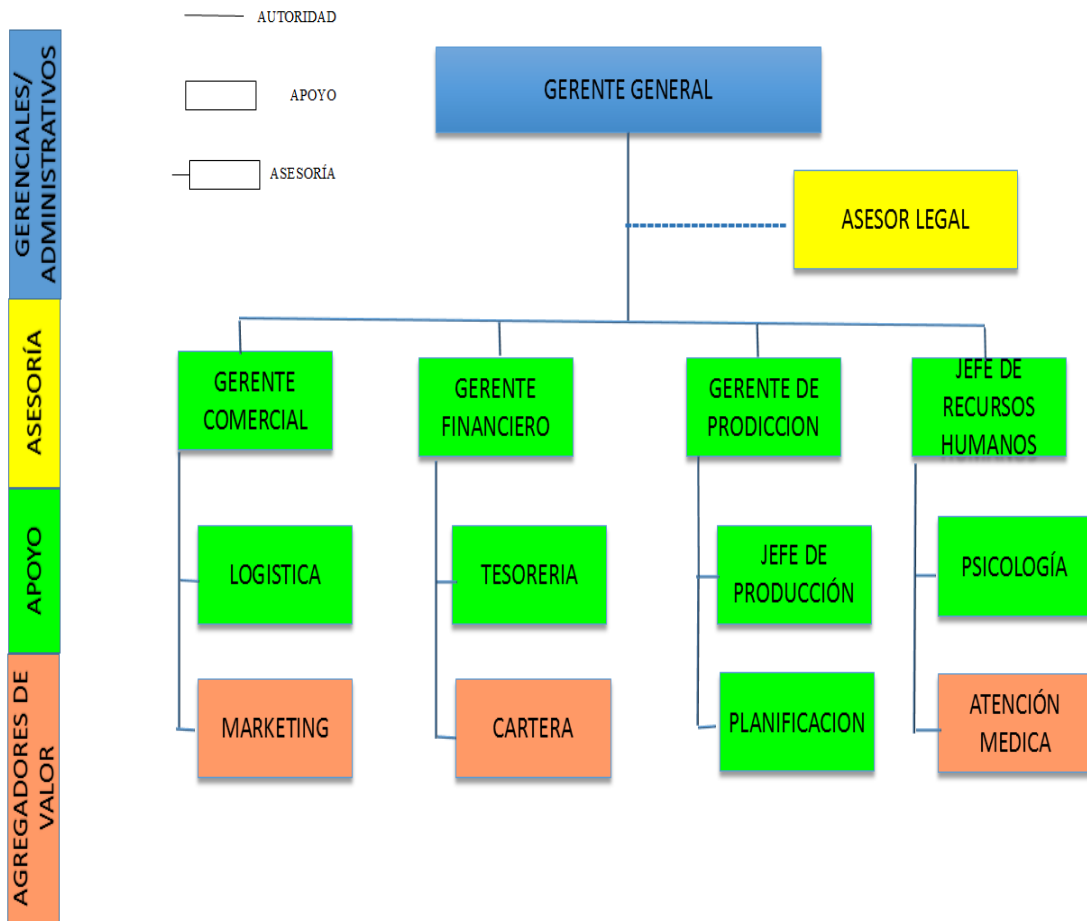 AUTORIDAD
APOYO
ASESORÍA
GERENCIALES/
ADMINISTRATIVOS
ASESORÍA
APOYO
AGREGADORES DE
VALOR
GERENTE GENERAL
ASESOR LEGAL
GERENTE
COMERCIAL
GERENTE
FINANCIERO
GERENTE DE
PRODICCION
JEFE DE
RECURSOS
HUMANOS
LOGISTICA
TESORERIA
JEFE DE
PRODUCCIÓN
PSICOLOGÍA
MARKETING
CARTERA
PLANIFICACION
ATENCIÓN
MEDICA